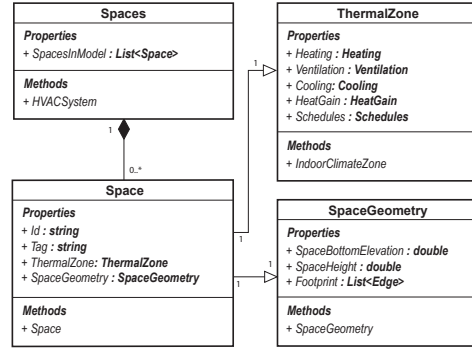 Spaces
Properties
+ SpacesInModel : List<Space>
Methods
+ HVACSystem
1
0..*
Space
Properties
+ Id : string
+ Tag : string
+ ThermalZone: ThermalZone
+ SpaceGeometry : SpaceGeometry
Methods
+ Space
1
1
1
1
ThermalZone
Properties
+ Heating : Heating
+ Ventilation : Ventilation
+ Cooling: Cooling
+ HeatGain : HeatGain
+ Schedules : Schedules
Methods
+ IndoorClimateZone
SpaceGeometry
Properties
+ SpaceBottomElevation : double
+ SpaceHeight : double
+ Footprint : List<Edge>
Methods
+ SpaceGeometry